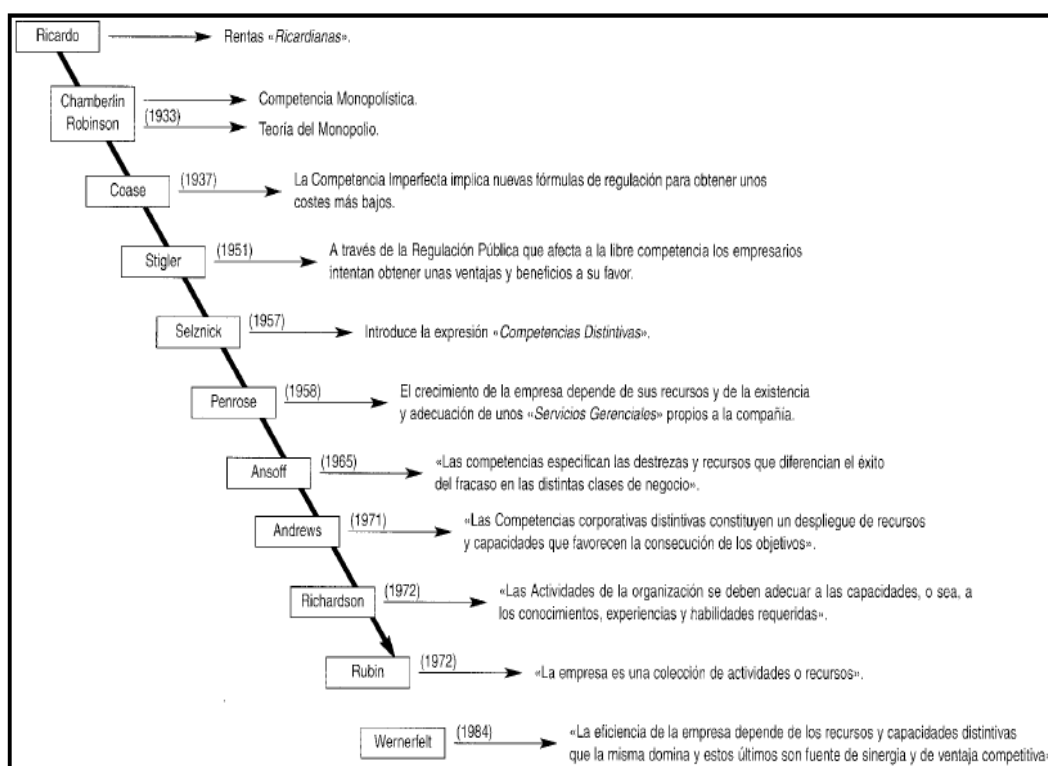 Ricardo
Rentas «Ricardianas».
Chamberlin
Robinson
(1933)
Competencia Monopolística.
Teoría del Monopolio.
Coase
(1937)
La Competencia Imperfecta implica nuevas fórmulas de regulación para obtener unos
costes más bajos.
Stigler
(1951)
A través de la Regulación Pública que afecta a la libre competencia los empresarios
intentan obtener unas ventajas y beneficios a su favor.
Selznick
(1957)
Introduce la expresión «Competencias Distintivas».
Penrose
(1958)
El crecimiento de la empresa depende de sus recursos y de la existencia
y adecuación de unos «Servicios Gerenciales» propios a la compañía.
Ansoff
(1965)
«Las competencias especifican las destrezas y recursos que diferencian el éxito
del fracaso en las distintas clases de negocio».
Andrews
(1971)
«Las Competencias corporativas distintivas constituyen un despliegue de recursos
y capacidades que favorecen la consecución de los objetivos».
Richardson
(1972)
«Las Actividades de la organización se deben adecuar a las capacidades, o sea, a
los conocimientos, experiencias y habilidades requeridas».
Rubin
(1972)
«La empresa es una colección de actividades o recursos».
Wernerfelt
(1984)
«La eficiencia de la empresa depende de los recursos y capacidades distintivas
que la misma domina y estos últimos son fuente de sinergia y de ventaja competitiva»